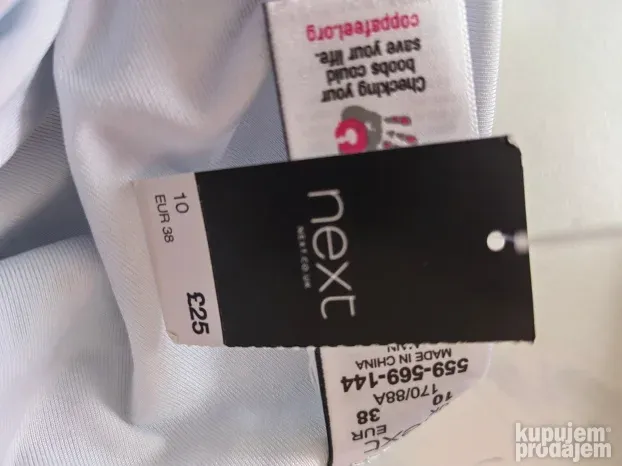 Checking your
boobs could
save your life.
coppafeel.org
next
NEXT.CO.UK
10
EUR 38
£25
next
EUR
38
10
170/88A
559-569-144
MADE IN CHINA
kupujem
prodajem